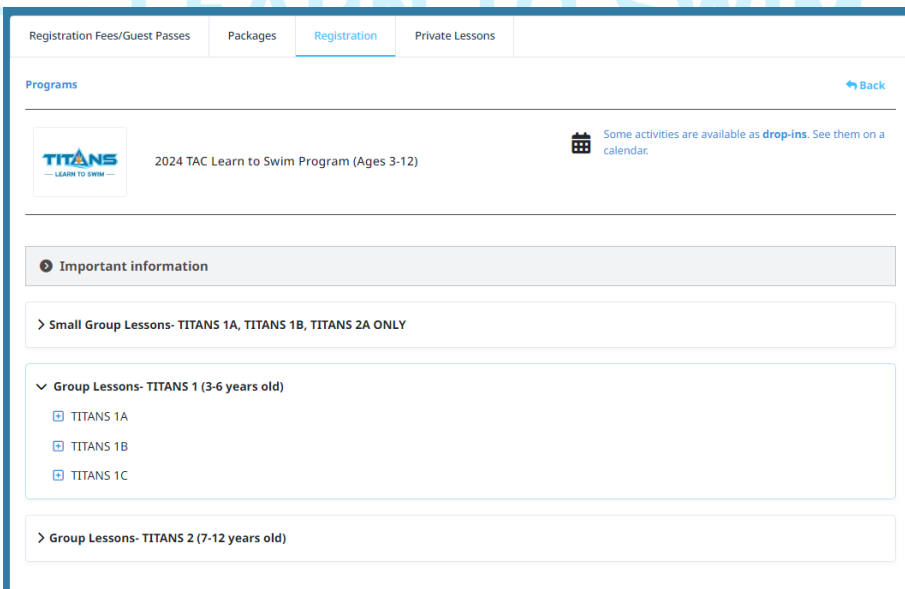 LEARN TO SWIM
Registration Fees/Guest Passes
Packages
Registration
Private Lessons
Programs
Back
TITANS
— LEARN TO SWIM —
2024 TAC Learn to Swim Program (Ages 3-12)
Some activities are available as drop-ins. See them on a
calendar.
Important information
Small Group Lessons- TITANS 1A, TITANS 1B, TITANS 2A ONLY
Group Lessons- TITANS 1 (3-6 years old)
TITANS 1A
TITANS 1B
TITANS 1C
Group Lessons- TITANS 2 (7-12 years old)